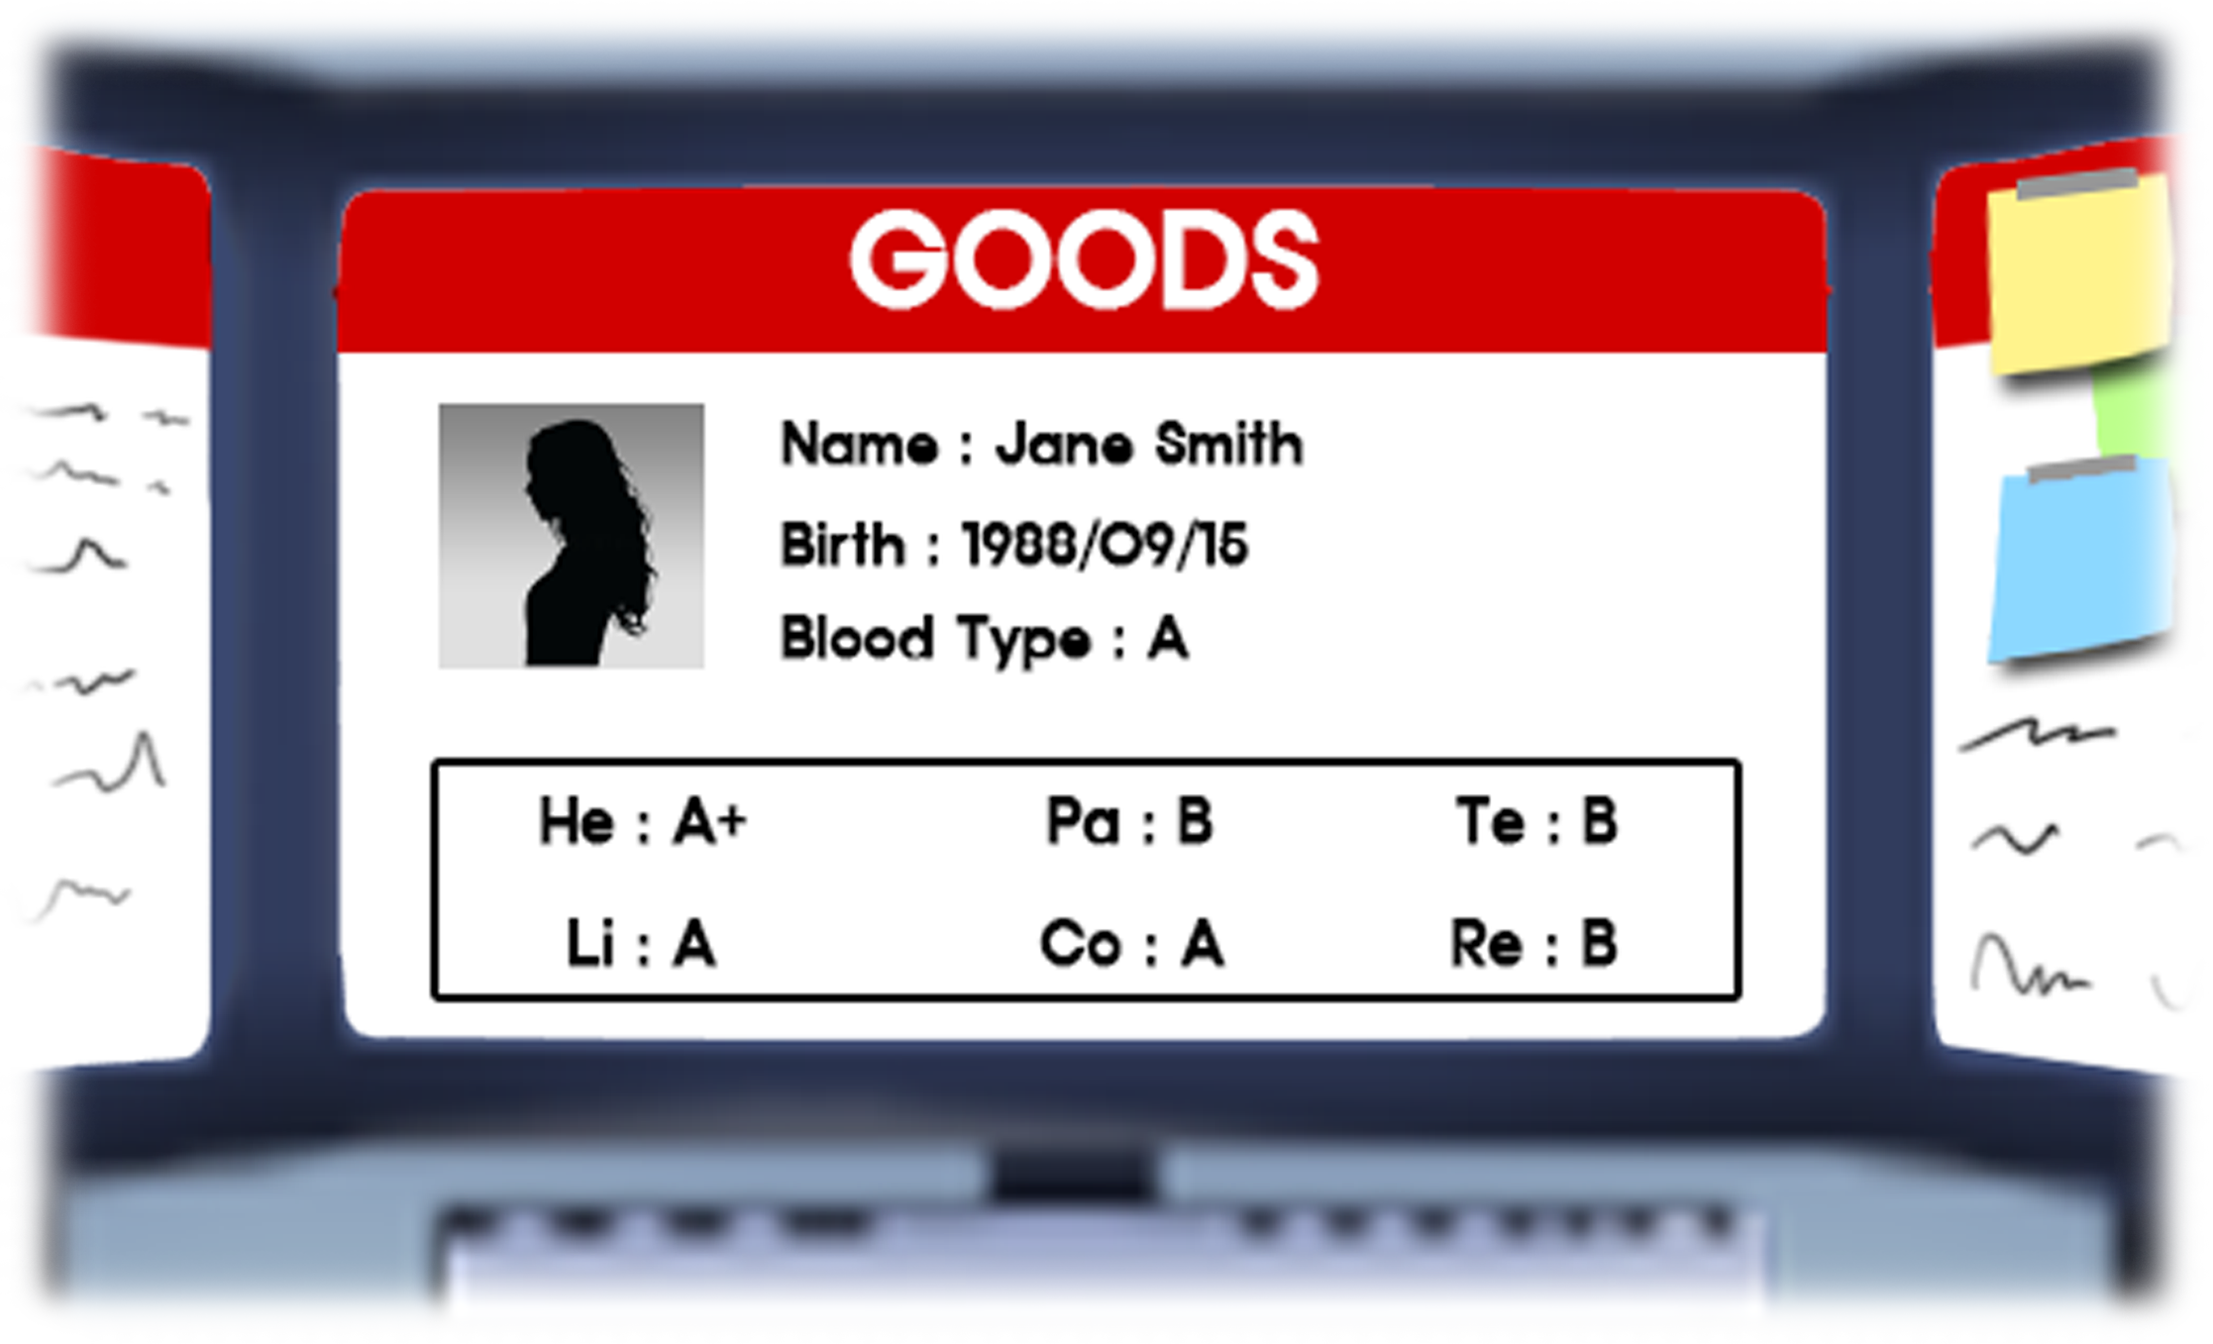 GOODS
Name : Jane Smith
Birth : 1988/09/15
Blood Type : A
He : A+ Pa : B Te : B
Li : A Co : A Re : B